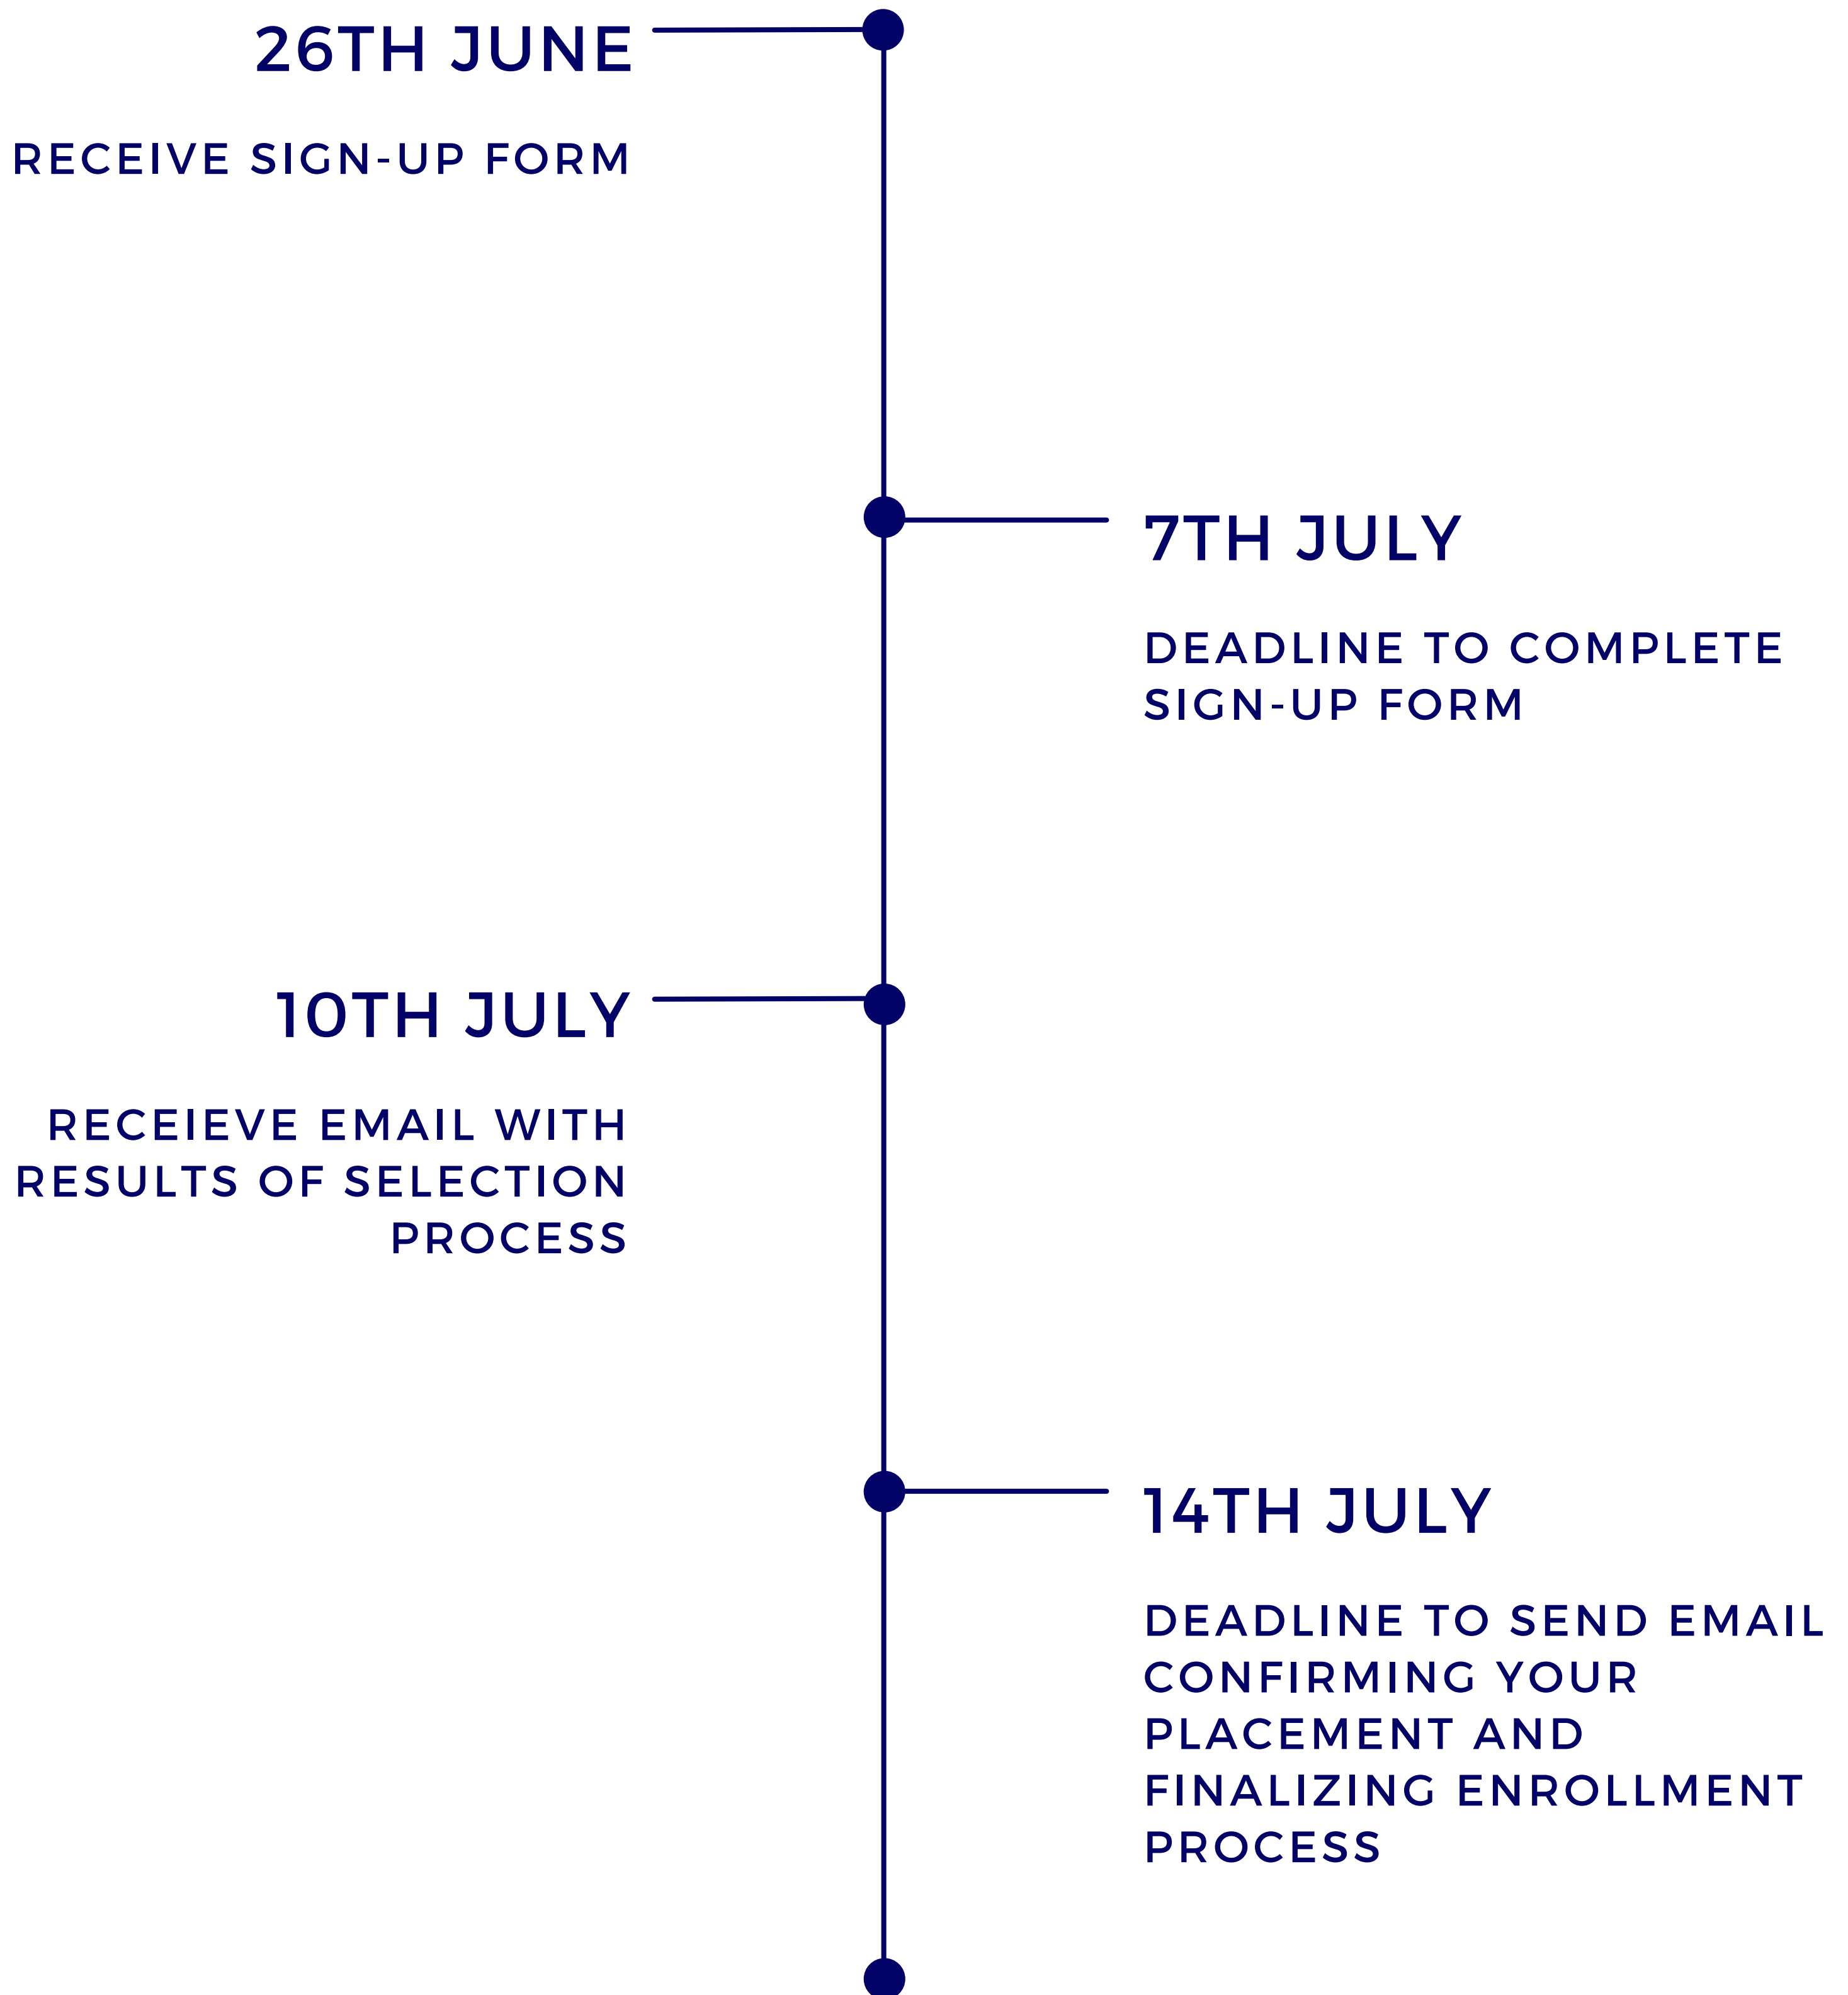 26TH JUNE
RECEIVE SIGN-UP FORM
7TH JULY
DEADLINE TO COMPLETE
SIGN-UP FORM
10TH JULY
RECEIEVE EMAIL WITH
RESULTS OF SELECTION
PROCESS
14TH JULY
DEADLINE TO SEND EMAIL
CONFIRMING YOUR
PLACEMENT AND
FINALIZING ENROLLMENT
PROCESS